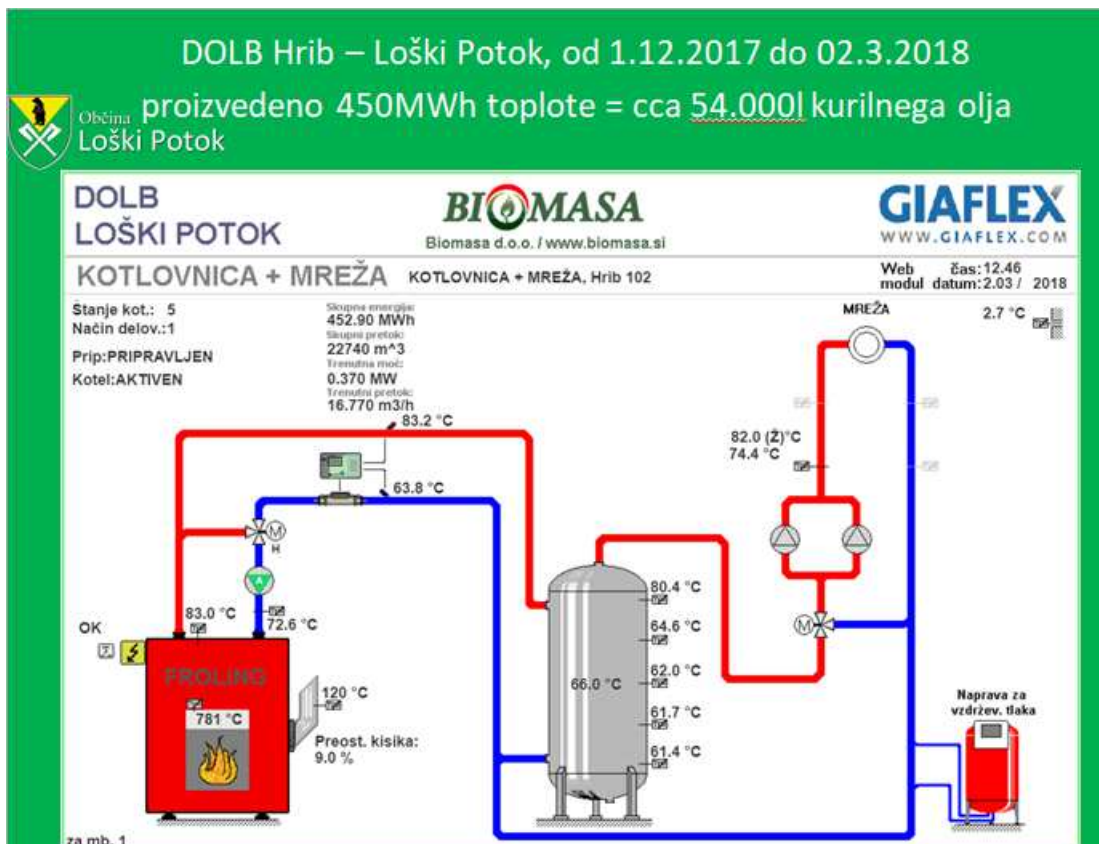 DOLB Hrib – Loški Potok, od 1.12.2017 do 02.3.2018
proizvedeno 450MWh toplote = cca 54.000l kurilnega olja
Občina
Loški Potok
DOLB
LOŠKI POTOK
BIOMASA
Biomasa d.o.o. / www.biomasa.si
GIAFLEX
WWW.GIAFLEX.COM
KOTLOVNICA + MREŽA
KOTLOVNICA + MREŽA, Hrib 102
Web čas:12.46
modul datum:2.03 / 2018
Štanje kot.: 5
Način delov.:1
Prip:PRIPRAVLJEN
Kotel:AKTIVEN
Skupna energija:
452.90 MWh
Skupni pretok:
22740 m^3
Trenutna moč:
0.370 MW
Trenutni pretok:
16.770 m3/h
MREŽA
2.7 °C
83.2 °C
63.8 °C
82.0 (Ž)°C
74.4 °C
M
H
A
83.0 °C
72.6 °C
OK
FROLING
781 °C
120 °C
Preost. kisika:
9.0 %
80.4 °C
64.6 °C
62.0 °C
66.0 °C
61.7 °C
61.4 °C
M
Naprava za
vzdržev. tlaka
za mb. 1